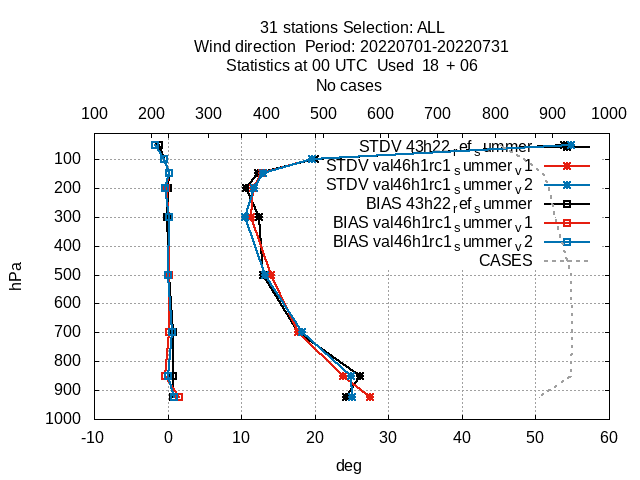 31 stations Selection: ALL
Wind direction  Period: 20220701-20220731
Statistics at 00 UTC  Used  18  + 06
No cases
100 200 300 400 500 600 700 800 900 1000
STDV 43h22_ref_summer
STDV val46h1rc1_summer_v1
STDV val46h1rc1_summer_v2
BIAS 43h22_ref_summer
BIAS val46h1rc1_summer_v1
BIAS val46h1rc1_summer_v2
CASES
100
200
300
400
500
600
700
800
900
1000
hPa
-10 0 10 20 30 40 50 60
deg